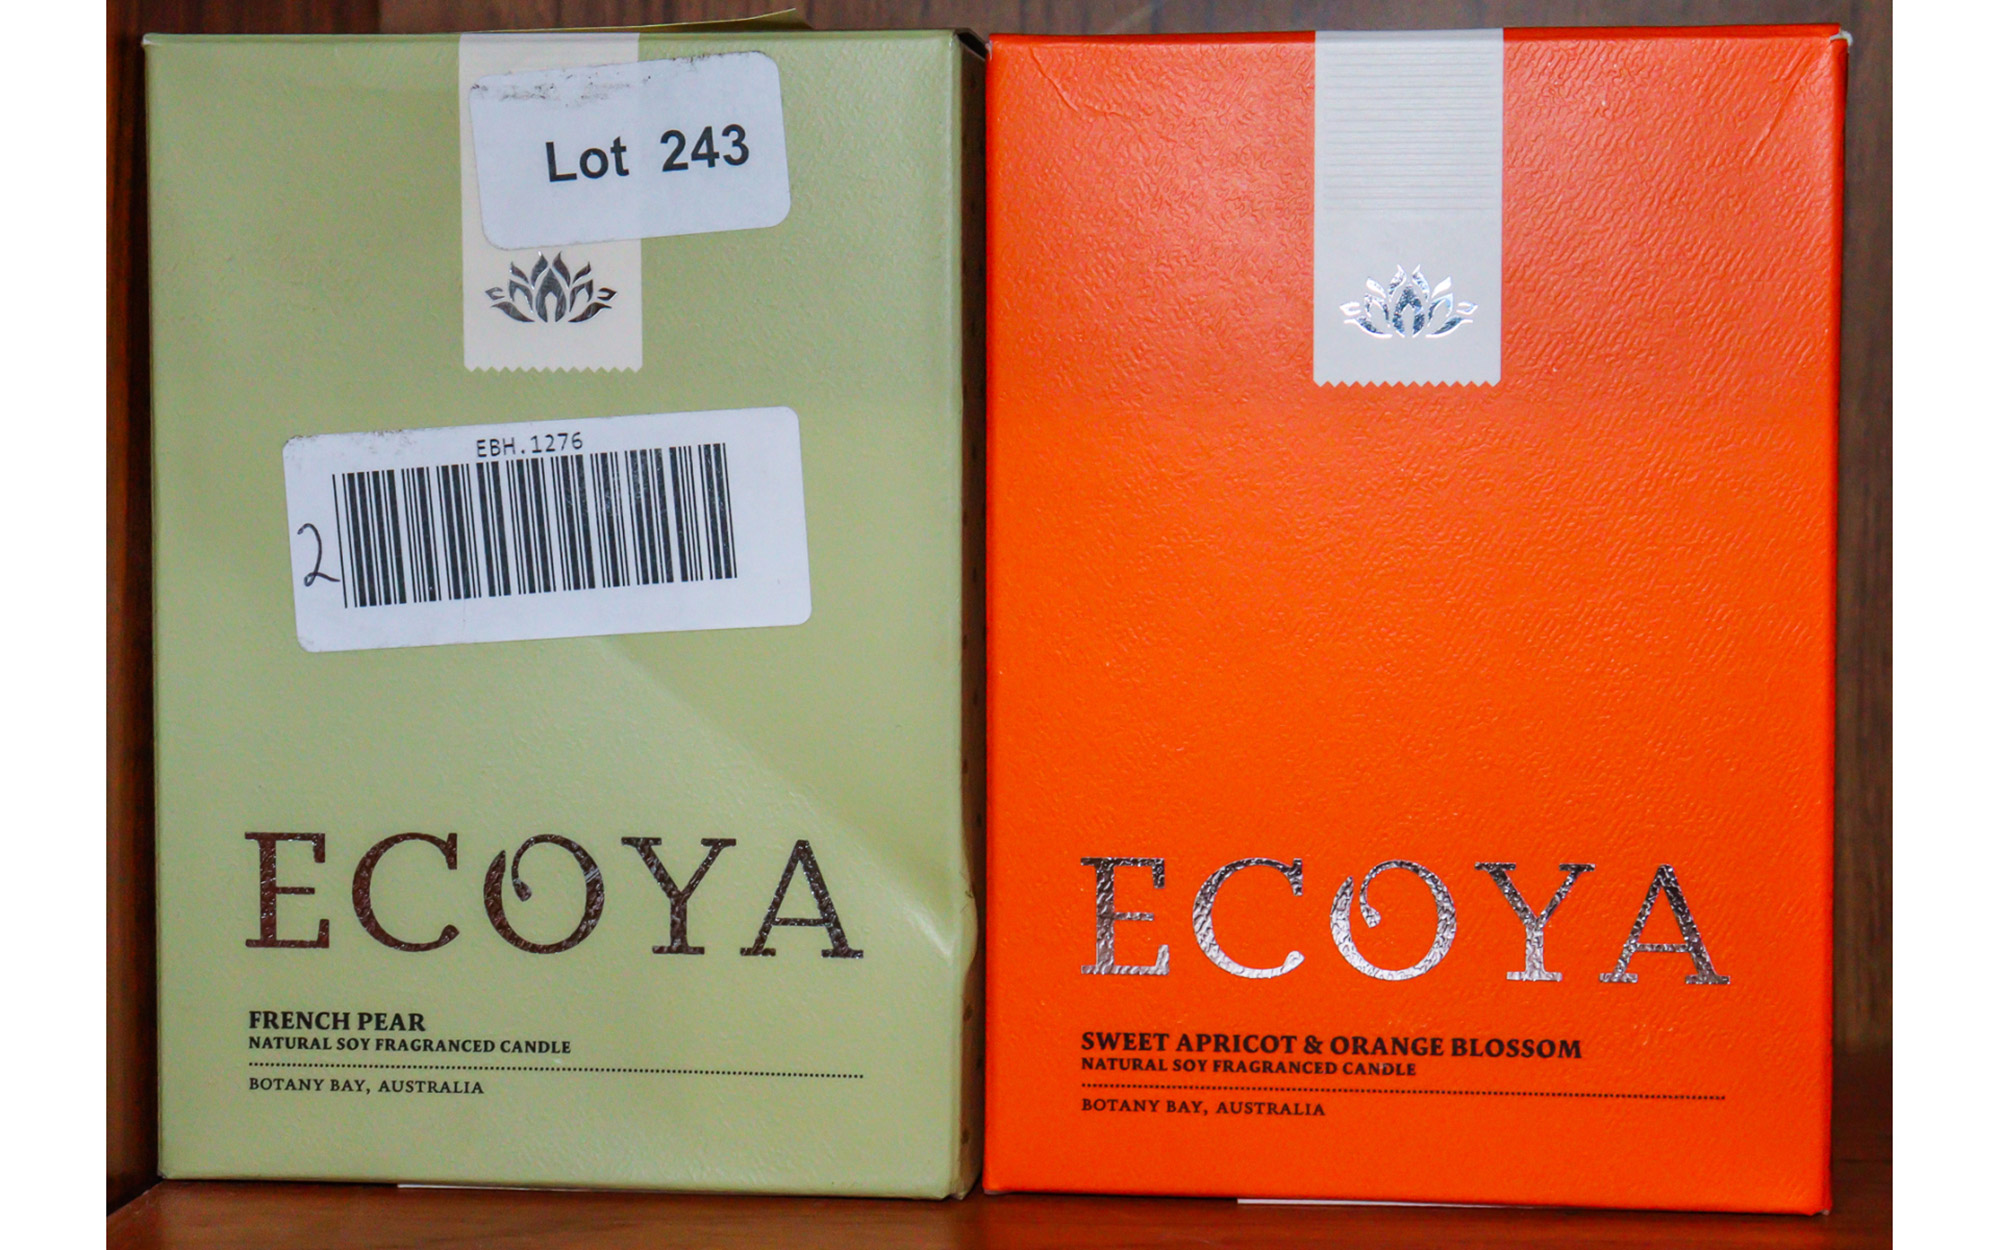 Lot 243
EBH.1276
2
ECOYA
FRENCH PEAR
NATURAL SOY FRAGRANCED CANDLE
BOTANY BAY, AUSTRALIA
ECOYA
SWEET APRICOT & ORANGE BLOSSOM
NATURAL SOY FRAGRANCED CANDLE
BOTANY BAY, AUSTRALIA